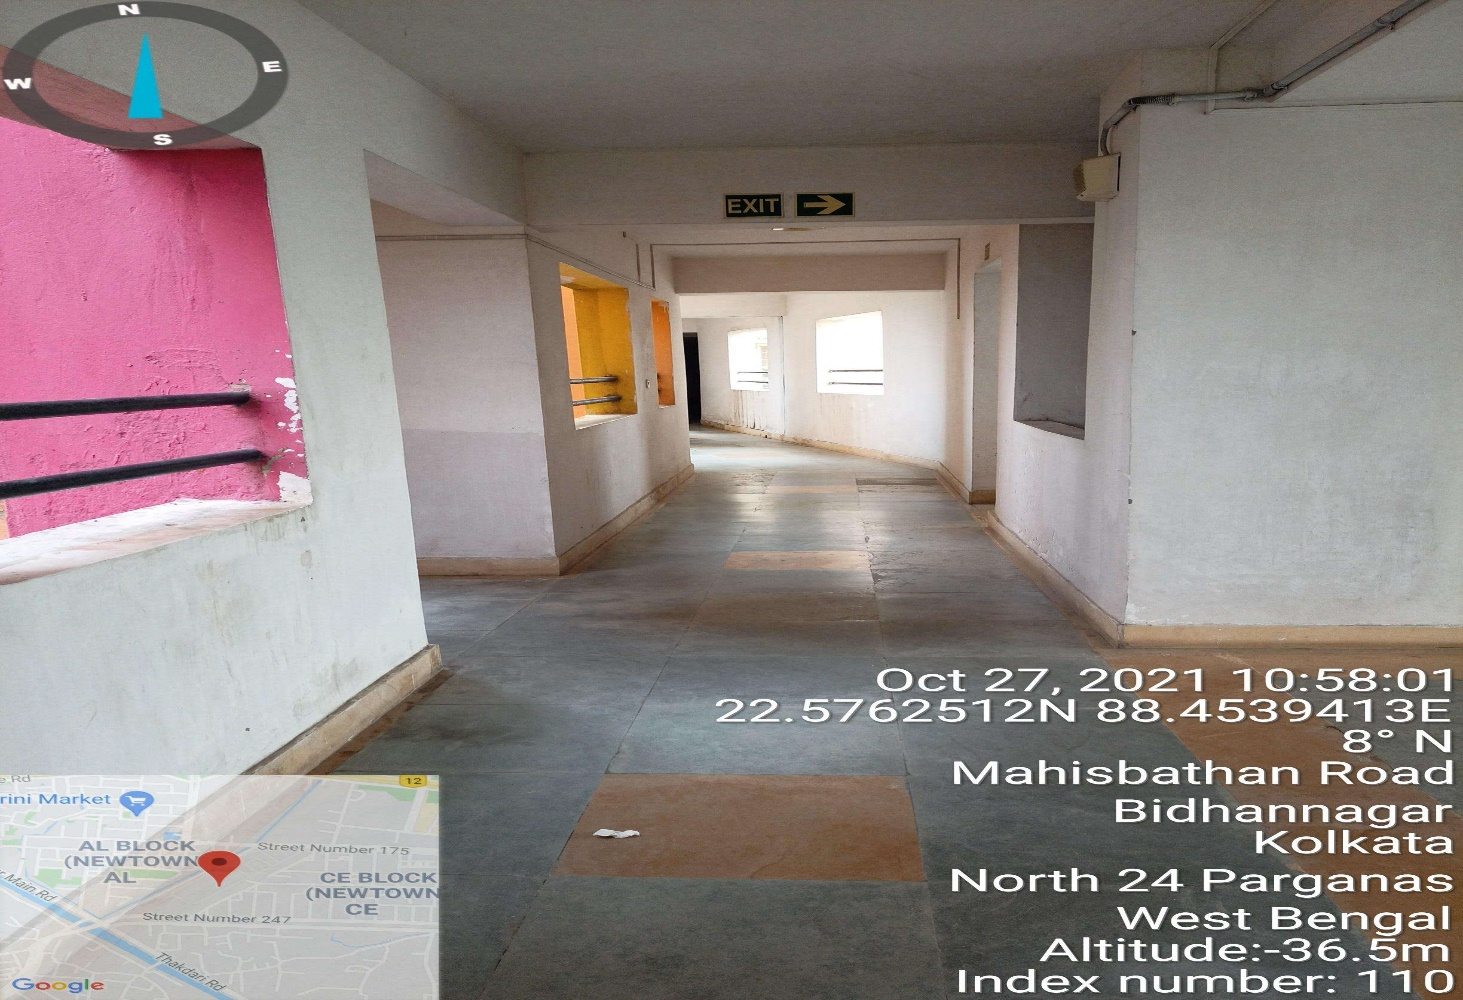 N
W
E
S
EXIT
Oct 27, 2021 10:58:01
22.5762512N 88.4539413E
8° N
Mahisbathan Road
Bidhannagar
Kolkata
North 24 Parganas
West Bengal
Altitude:-36.5m
Index number: 110
e Rd
12
rini Market
AL BLOCK
(NEWTOWN
AL
Street Number 175
CE BLOCK
(NEWTOWN
CE
Main Rd
Street Number 247
Thakdari Rd
Google